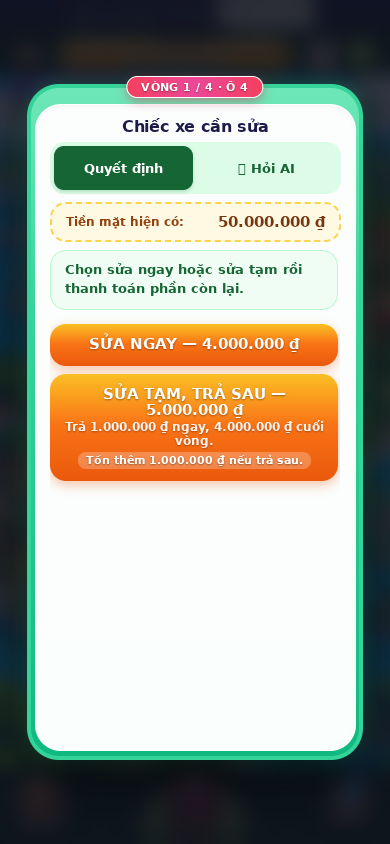 VÒNG 1 / 4 · Ô 4
Chiếc xe cần sửa
Quyết định
Hỏi AI
Tiền mặt hiện có: 50.000.000 ₫
Chọn sửa ngay hoặc sửa tạm rồi
thanh toán phần còn lại.
SỬA NGAY — 4.000.000 ₫
SỬA TẠM, TRẢ SAU —
5.000.000 ₫
Trả 1.000.000 ₫ ngay, 4.000.000 ₫ cuối
vòng.
Tốn thêm 1.000.000 ₫ nếu trả sau.